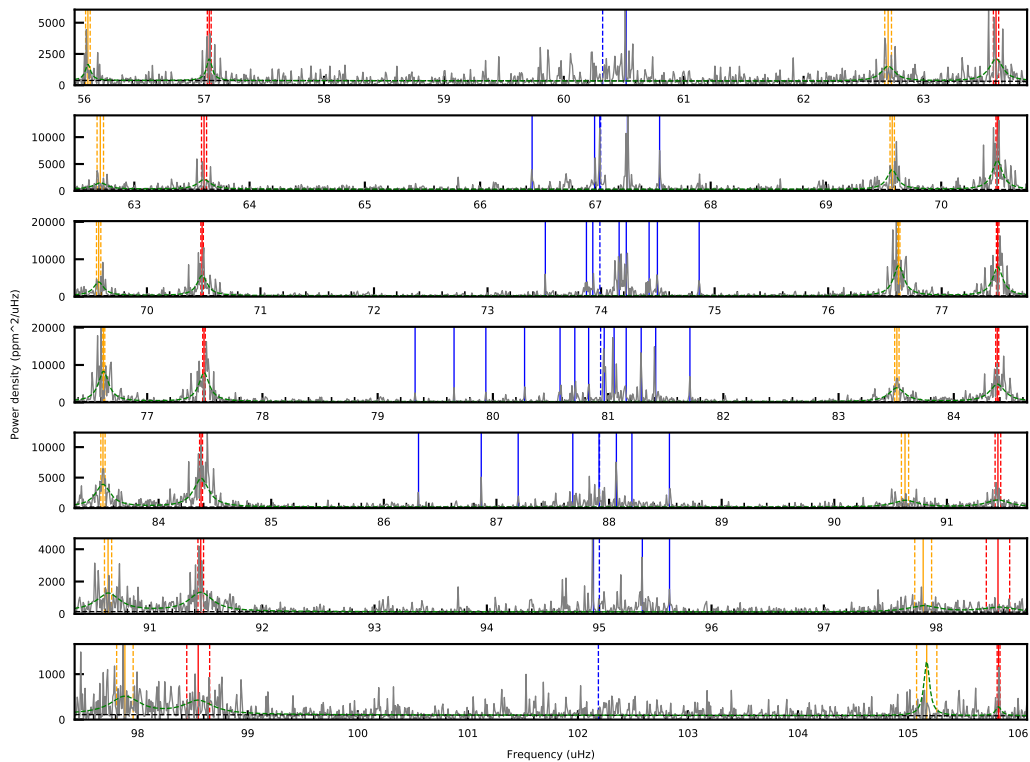 6000
5000
2500
0
56 57 58 59 60 61 62 63
10000
5000
0
63 64 65 66 67 68 69 70
20000
10000
0
70 71 72 73 74 75 76 77
Power density (ppm^2/uHz)
20000
10000
0
77 78 79 80 81 82 83 84
10000
5000
0
84 85 86 87 88 89 90 91
4000
2000
0
91 92 93 94 95 96 97 98
1000
0
98 99 100 101 102 103 104 105 106
Frequency (uHz)